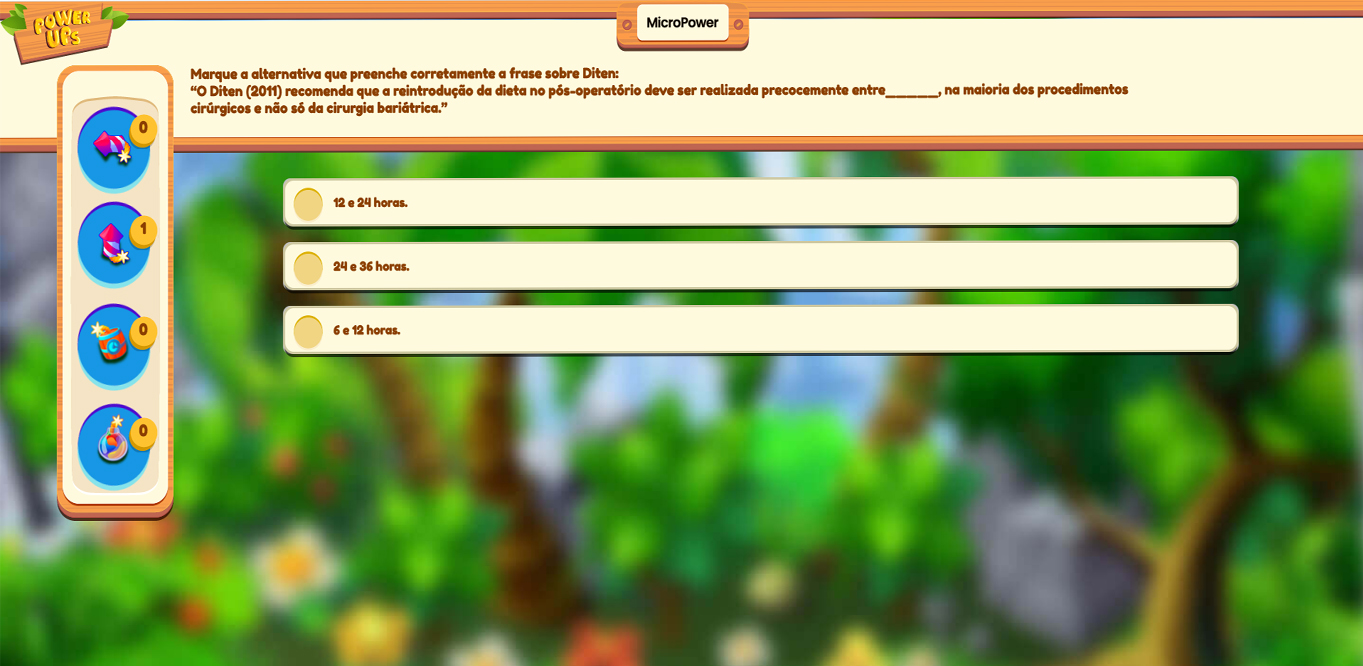 POWER
UPs
MicroPower
Marque a alternativa que preenche corretamente a frase sobre Diten:
“O Diten (2011) recomenda que a reintrodução da dieta no pós-operatório deve ser realizada precocemente entre______, na maioria dos procedimentos
cirúrgicos e não só da cirurgia bariátrica.”
0
1
0
0
12 e 24 horas.
24 e 36 horas.
6 e 12 horas.